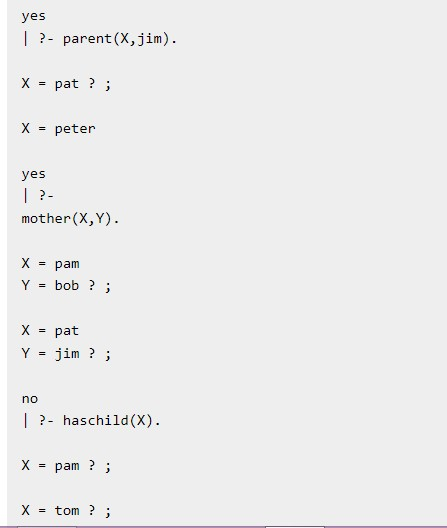 yes
| ?- parent(X,jim).
X = pat ? ;
X = peter
yes
| ?-
mother(X,Y).
X = pam
Y = bob ? ;
X = pat
Y = jim ? ;
no
| ?- haschild(X).
X = pam ? ;
X = tom ? ;